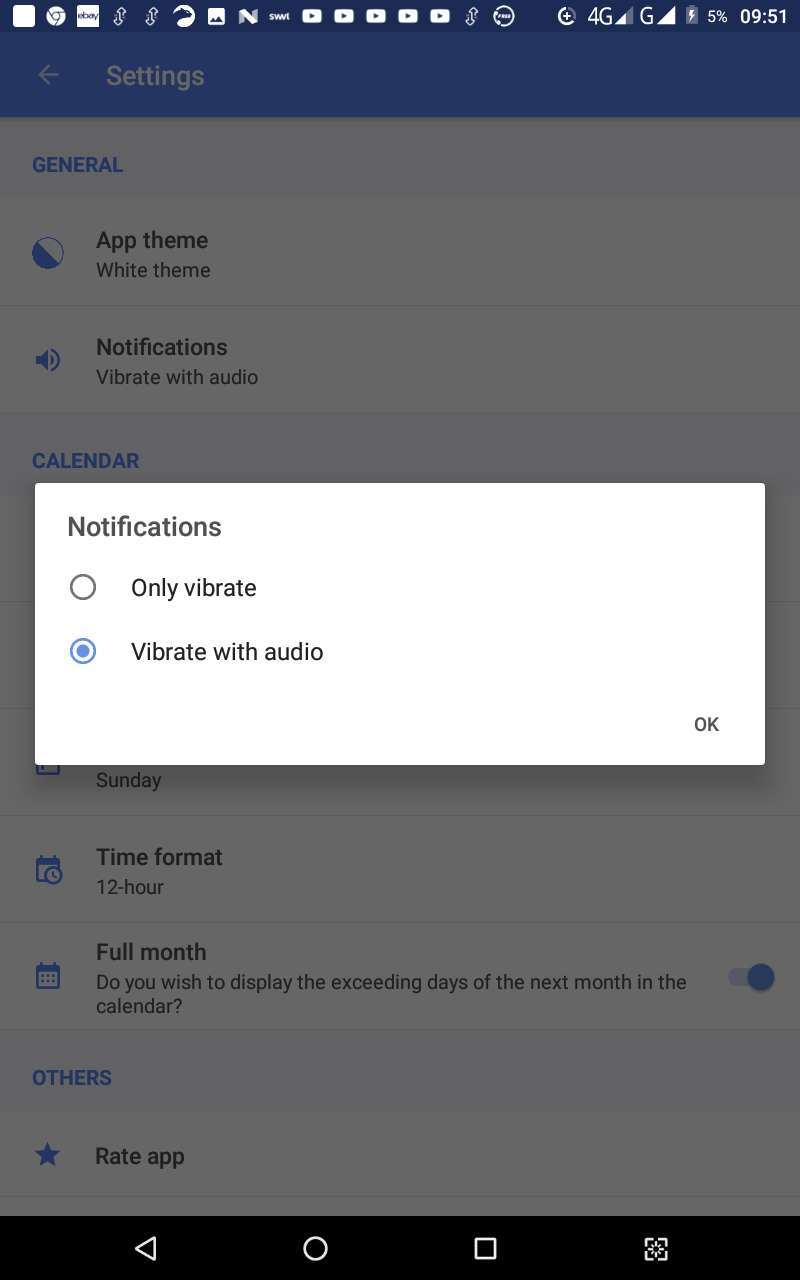 ebay swl FREE 4G G 5% 09:51
Settings
GENERAL
App theme
White theme
Notifications
Vibrate with audio
CALENDAR
Notifications
Only vibrate
Vibrate with audio
OK
Sunday
Time format
12-hour
Full month
Do you wish to display the exceeding days of the next month in the
calendar?
OTHERS
Rate app